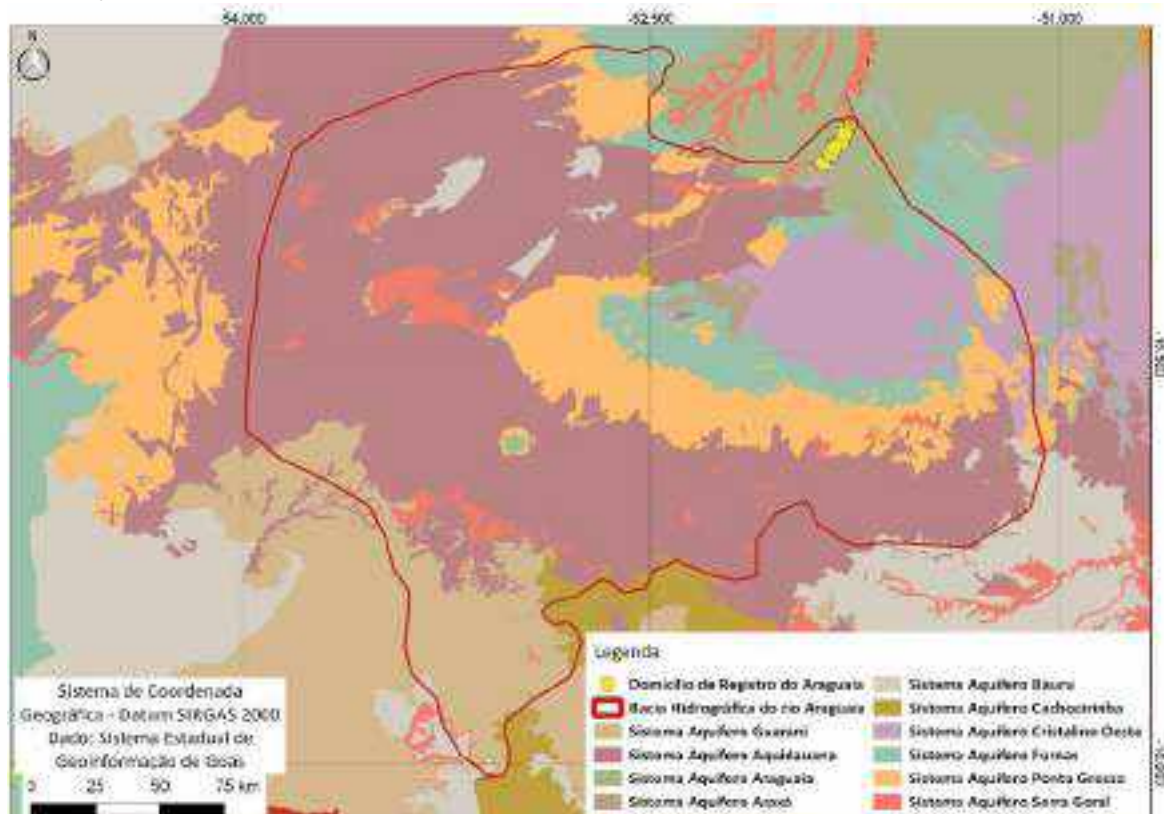 -54.000 -52.500 -51.000
N
Legenda
Domicílio de Registro do Araguaia
Bacia Hidrográfica do rio Araguaia
Sistema Aquífero Guarani
Sistema Aquífero Aquidauana
Sistema Aquífero Araguaia
Sistema Aquífero Araxá
Sistema Aquífero Bauru
Sistema Aquífero Cachoeirinha
Sistema Aquífero Cristalino Oeste
Sistema Aquífero Furnas
Sistema Aquífero Ponta Grossa
Sistema Aquífero Serra Geral
Sistema de Coordenada
Geográfica - Datum SIRGAS 2000
Dado: Sistema Estadual de
Geoinformação de Goiás
0 25 50 75 km